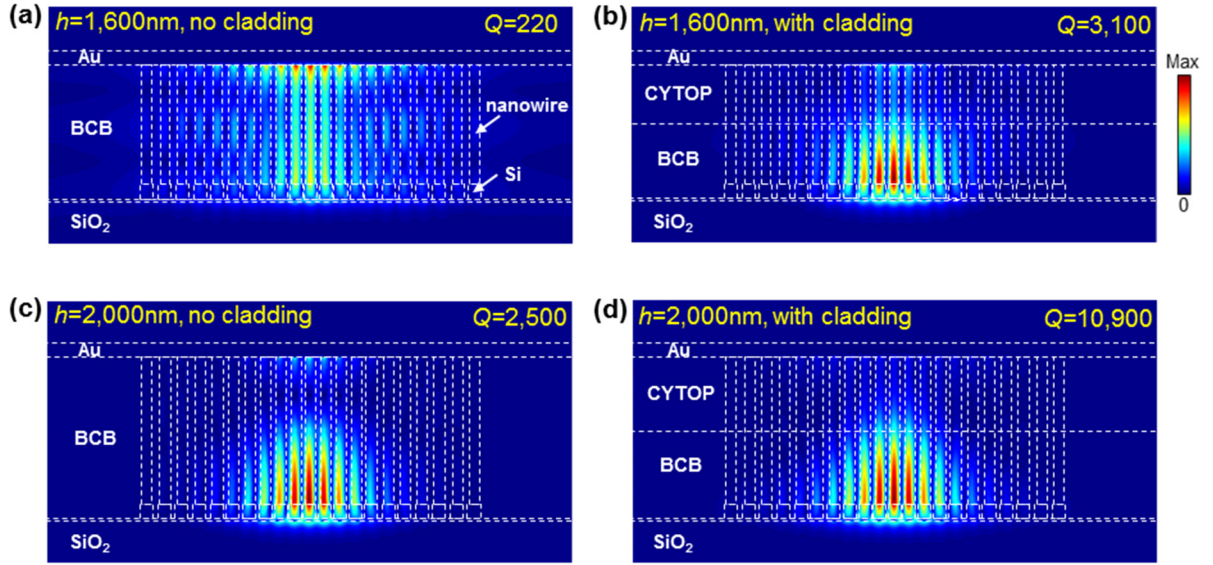 (a) h=1,600nm, no cladding Q=220
Au
BCB
nanowire
Si
SiO₂
(b) h=1,600nm, with cladding Q=3,100
Au
CYTOP
BCB
SiO₂
Max
0
(c) h=2,000nm, no cladding Q=2,500
Au
BCB
SiO₂
(d) h=2,000nm, with cladding Q=10,900
Au
CYTOP
BCB
SiO₂